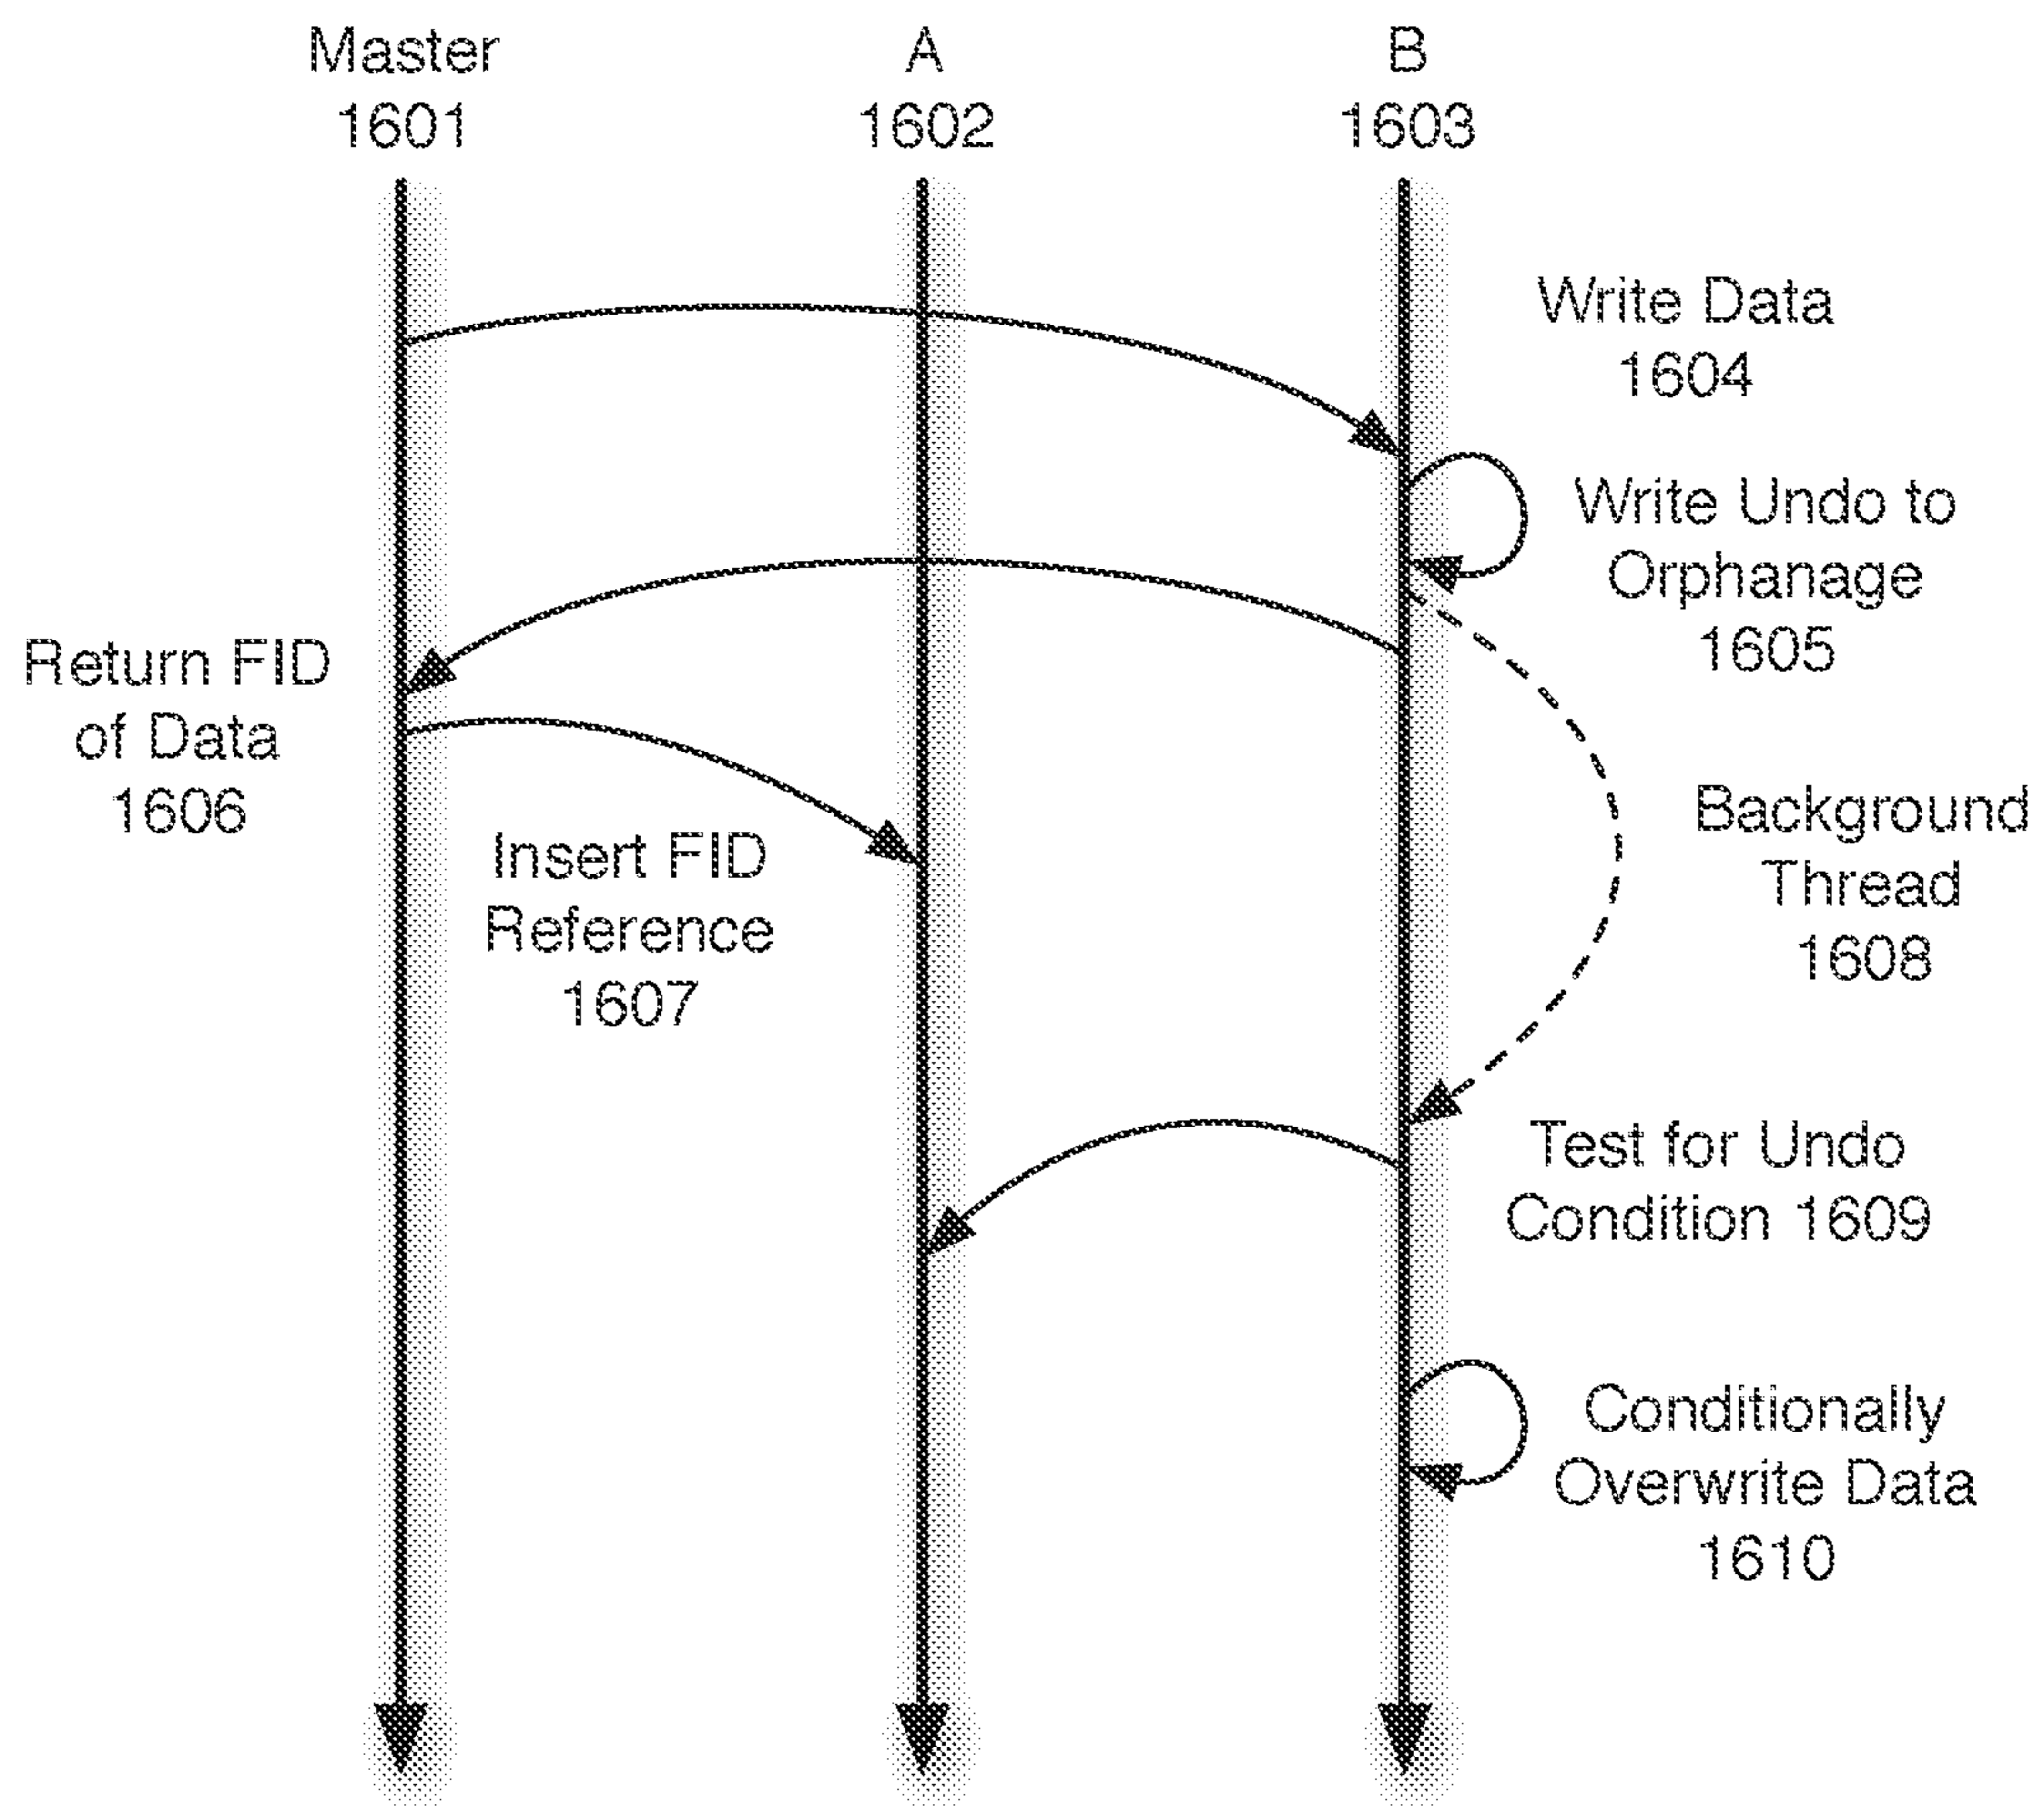 Master
1601
A
1602
B
1603
Write Data
1604
Write Undo to
Orphanage
1605
Return FID
of Data
1606
Insert FID
Reference
1607
Background
Thread
1608
Test for Undo
Condition 1609
Conditionally
Overwrite Data
1610